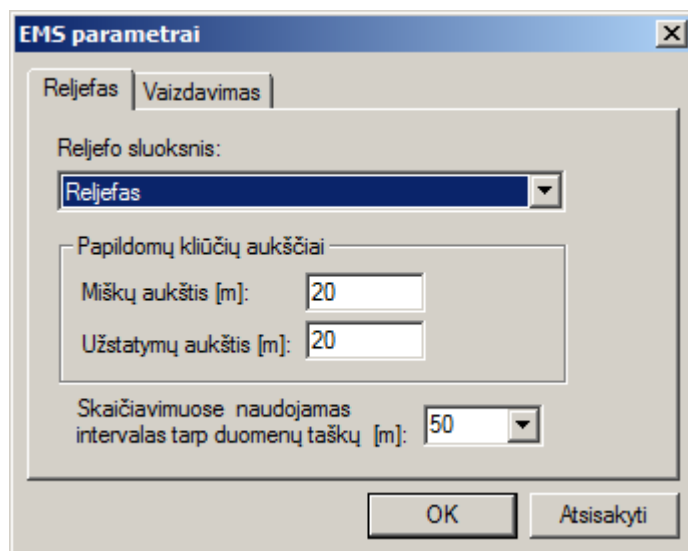 EMS parametrai
Reljefas
Vaizdavimas
Reljefo sluoksnis:
Reljefas
Papildomų kliūčių aukščiai
Miškų aukštis [m]:
20
Užstatymų aukštis [m]:
20
Skaičiavimuose naudojamas
intervalas tarp duomenų taškų [m]:
50
OK
Atsisakyti